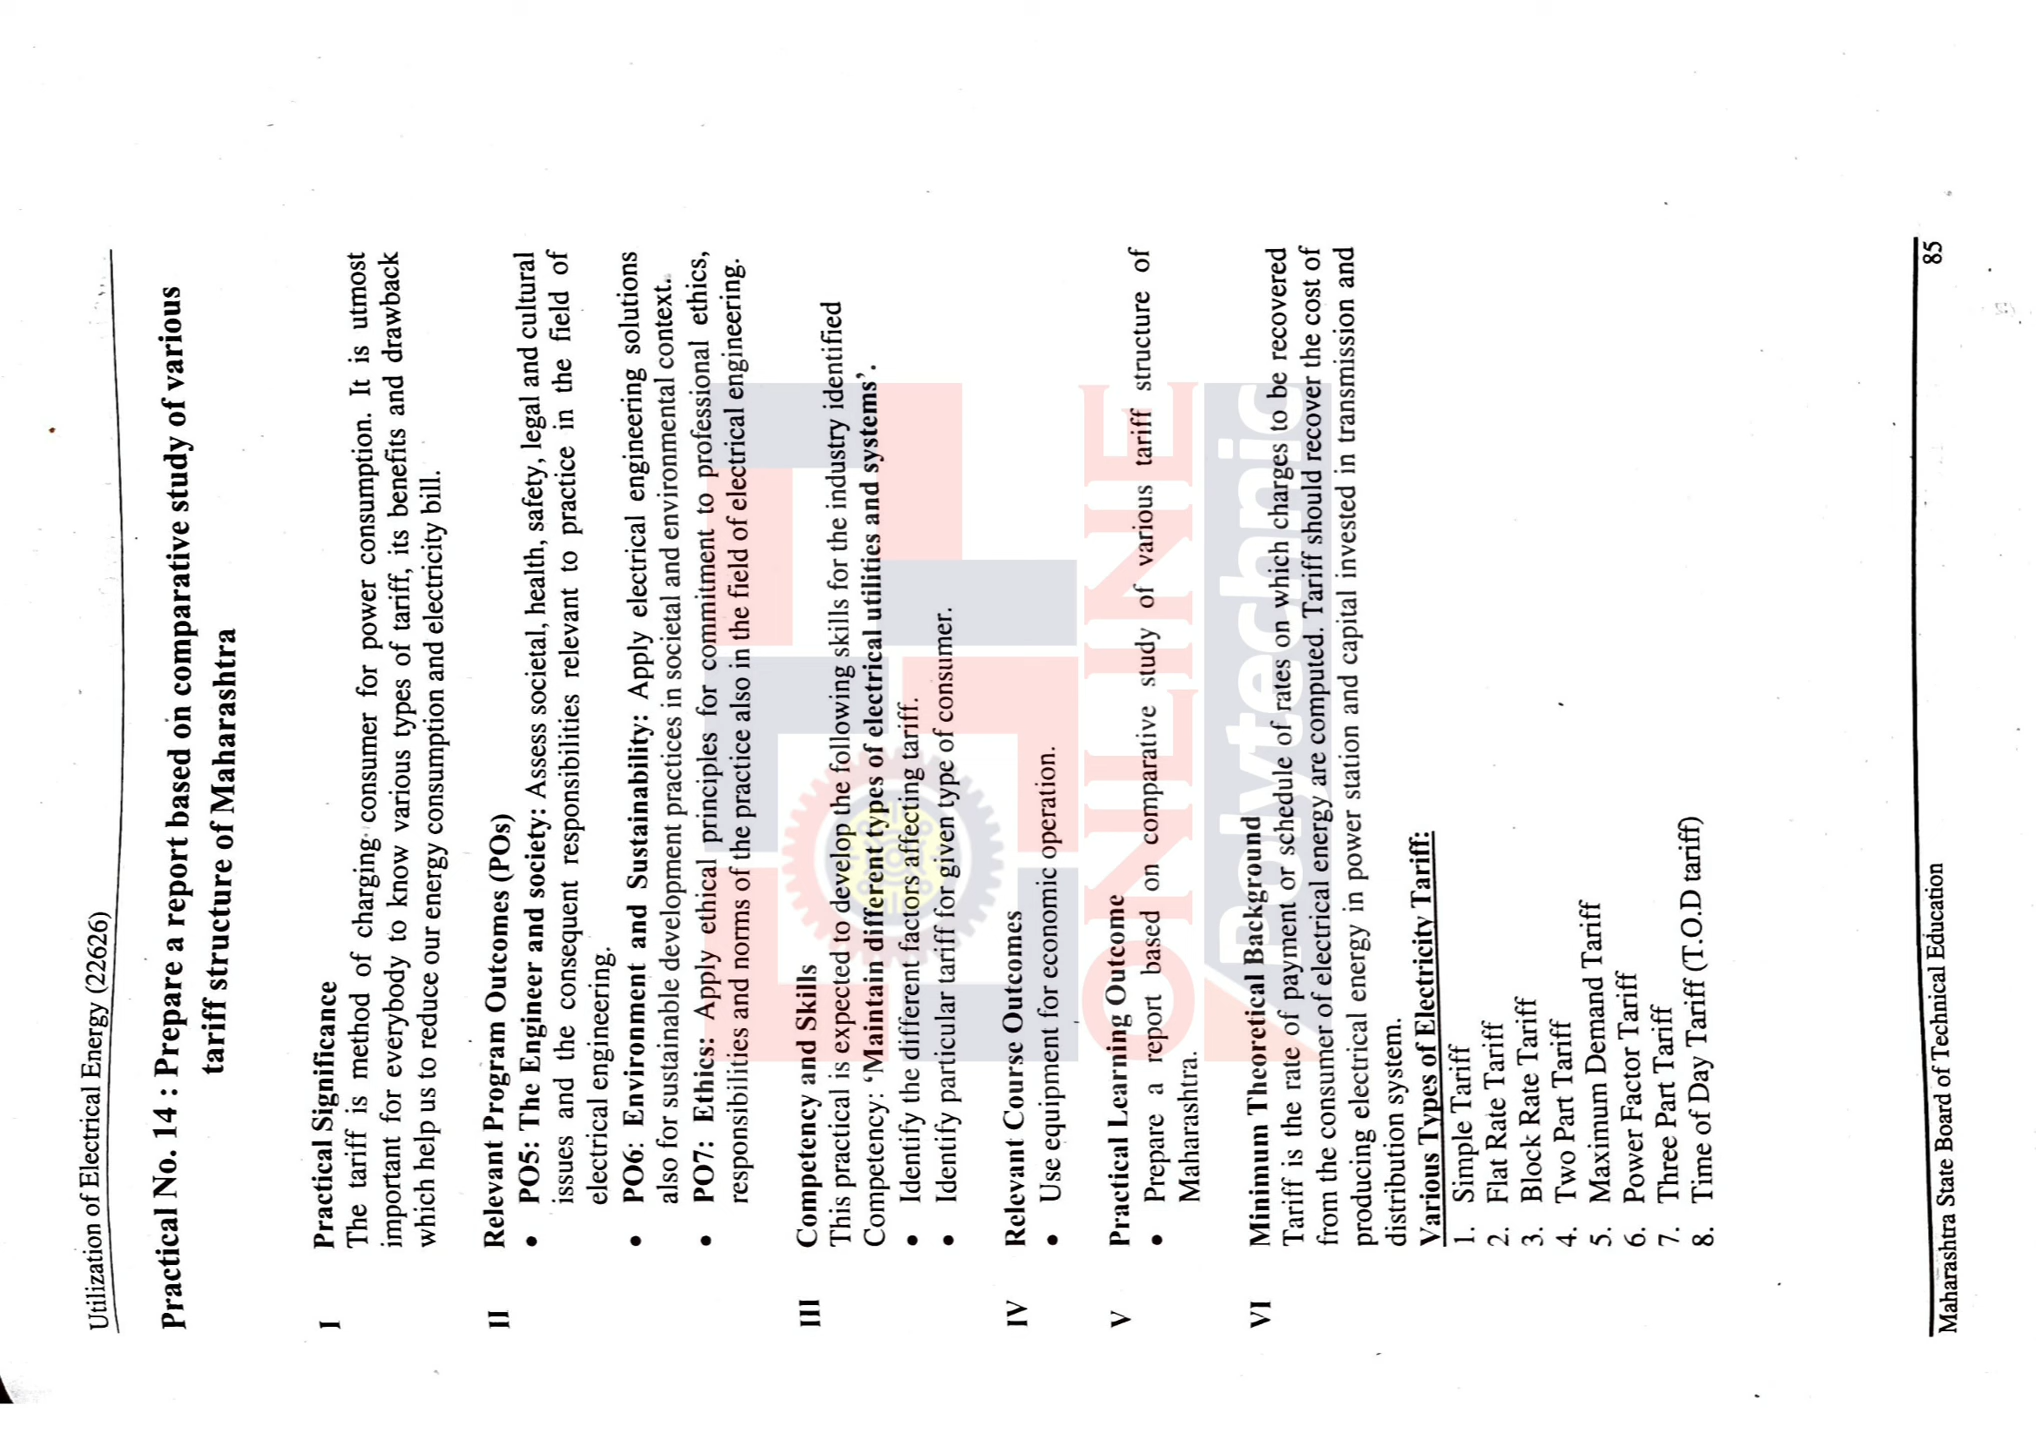 Utilization of Electrical Energy (22626)
Practical No. 14 : Prepare a report based on comparative study of various
tariff structure of Maharashtra
I Practical Significance
The tariff is method of charging consumer for power consumption. It is utmost
important for everybody to know various types of tariff, its benefits and drawback
which help us to reduce our energy consumption and electricity bill.
II Relevant Program Outcomes (POs)
• PO5: The Engineer and society: Assess societal, health, safety, legal and cultural
issues and the consequent responsibilities relevant to practice in the field of
electrical engineering.
• PO6: Environment and Sustainability: Apply electrical engineering solutions
also for sustainable development practices in societal and environmental context.
• PO7: Ethics: Apply ethical principles for commitment to professional ethics,
responsibilities and norms of the practice also in the field of electrical engineering.
III Competency and Skills
This practical is expected to develop the following skills for the industry identified
Competency: ‘Maintain different types of electrical utilities and systems’.
• Identify the different factors affecting tariff.
• Identify particular tariff for given type of consumer.
IV Relevant Course Outcomes
• Use equipment for economic operation.
V Practical Learning Outcome
• Prepare a report based on comparative study of various tariff structure of
Maharashtra.
VI Minimum Theoretical Background
Tariff is the rate of payment or schedule of rates on which charges to be recovered
from the consumer of electrical energy are computed. Tariff should recover the cost of
producing electrical energy in power station and capital invested in transmission and
distribution system.
Various Types of Electricity Tariff:
1. Simple Tariff
2. Flat Rate Tariff
3. Block Rate Tariff
4. Two Part Tariff
5. Maximum Demand Tariff
6. Power Factor Tariff
7. Three Part Tariff
8. Time of Day Tariff (T.O.D tariff)
ONLINE
Polytechnic
Maharashtra State Board of Technical Education 85